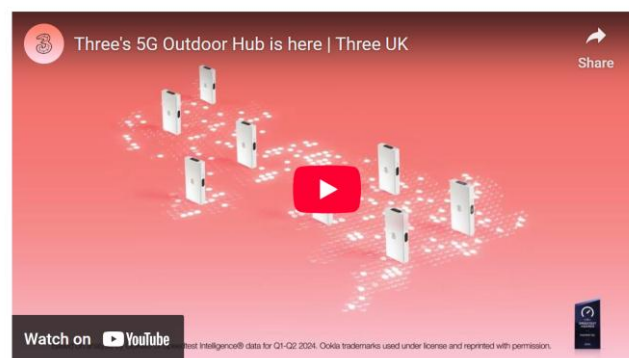 Three's 5G Outdoor Hub is here | Three UK
Share
Watch on YouTube
Intelligence® data for Q1-Q2 2024. Ookla trademarks used under license and reprinted with permission.